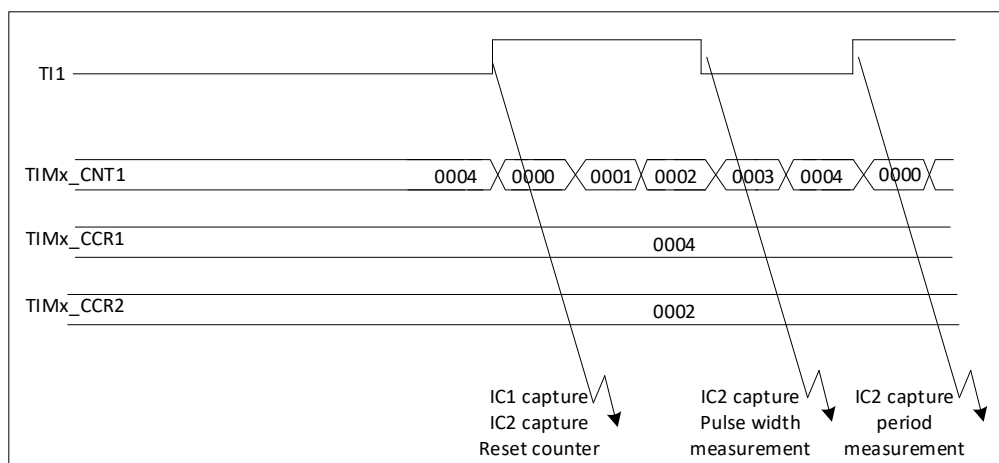 TI1
TIMx_CNT1
0004 0000 0001 0002 0003 0004 0000
TIMx_CCR1
0004
TIMx_CCR2
0002
IC1 capture
IC2 capture
Reset counter
IC2 capture
Pulse width
measurement
IC2 capture
period
measurement